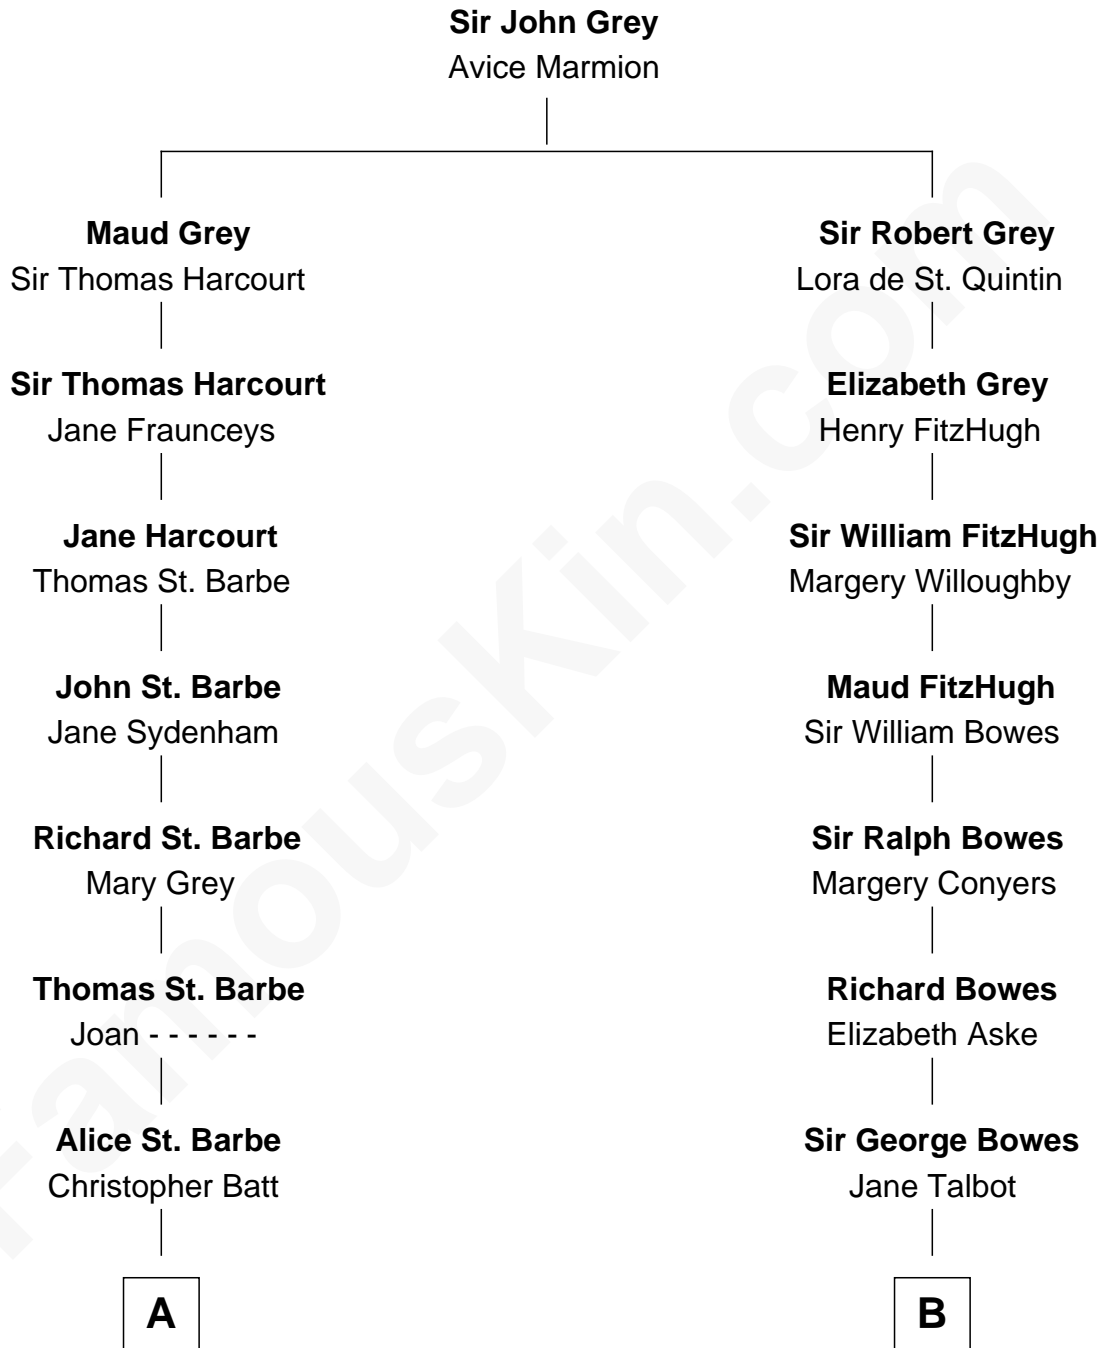 Sir John Grey
Avice Marmion
Maud Grey
Sir Thomas Harcourt
Sir Robert Grey
Lora de St. Quintin
Sir Thomas Harcourt
Jane Fraunceys
Elizabeth Grey
Henry FitzHugh
Jane Harcourt
Thomas St. Barbe
Sir William FitzHugh
Margery Willoughby
John St. Barbe
Jane Sydenham
Maud FitzHugh
Sir William Bowes
Richard St. Barbe
Mary Grey
Sir Ralph Bowes
Margery Conyers
Thomas St. Barbe
Joan - - - - - -
Richard Bowes
Elizabeth Aske
Alice St. Barbe
Christopher Batt
Sir George Bowes
Jane Talbot
A
B
FamousKin.com